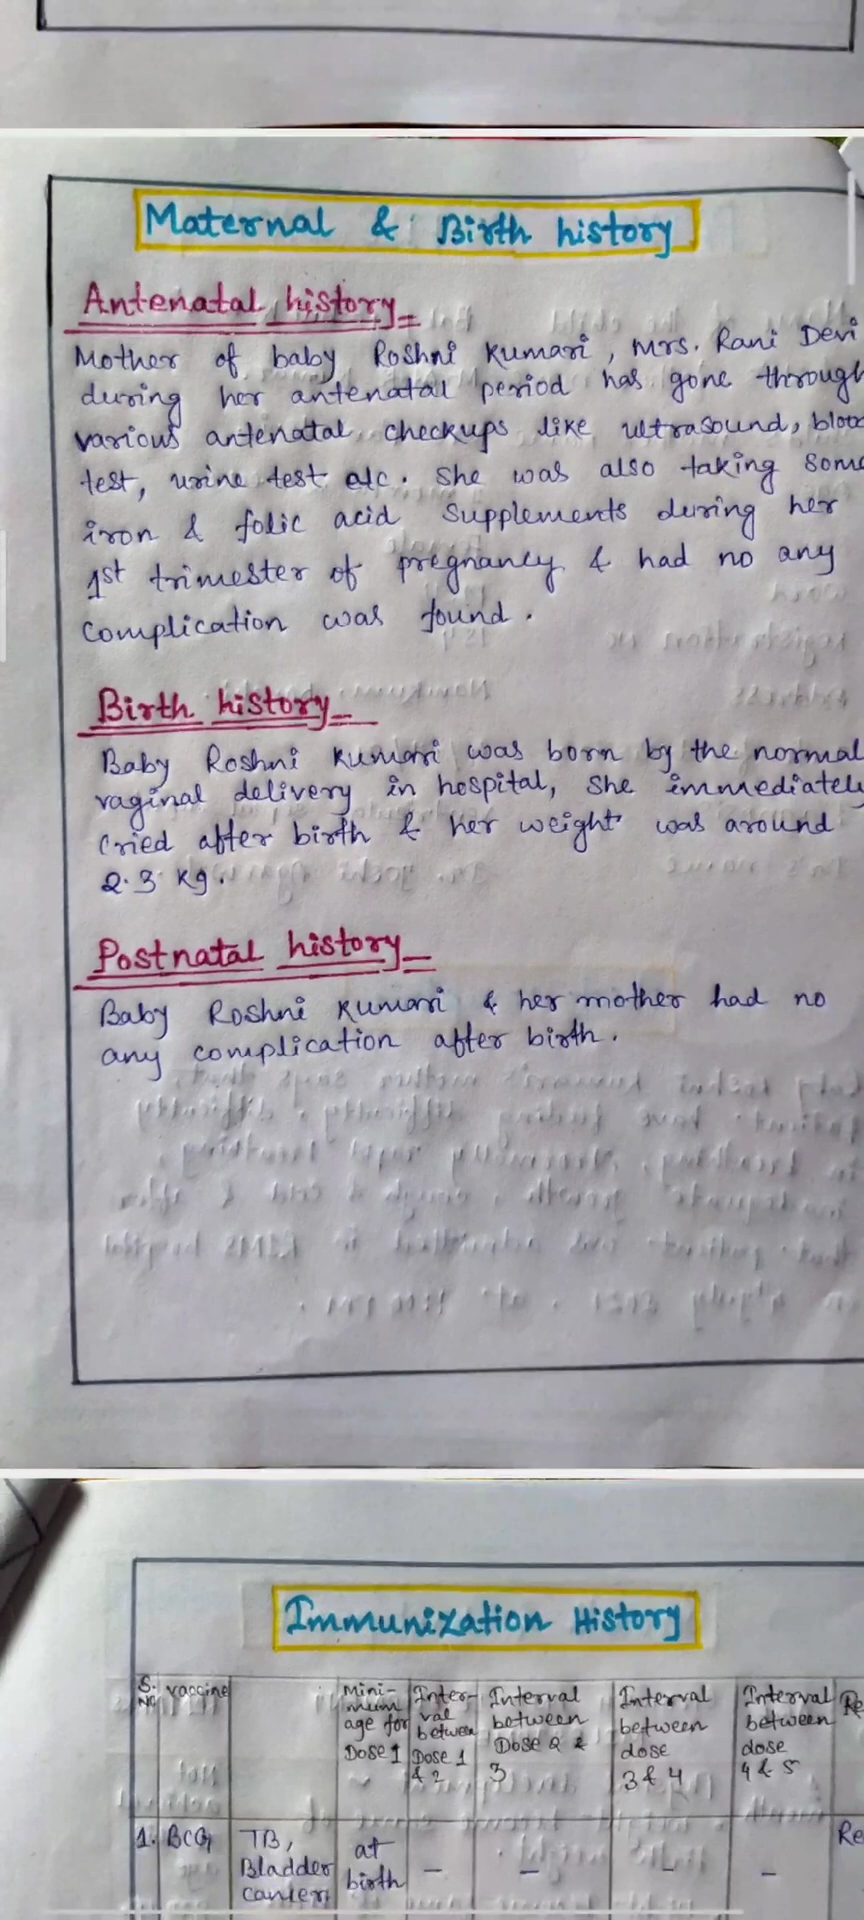 Maternal & Birth history
Antenatal history
Mother of baby Roshni Kumari, Mrs. Rani Devi
during her antenatal period has gone through
various antenatal checkups like ultrasound, blood
test, urine test etc. She was also taking some
iron & folic acid supplements during her
1st trimester of pregnancy & had no any
complication was found.
Birth history
Baby Roshni Kumari was born by the normal
vaginal delivery in hospital, She immediately
cried after birth & her weight was around
2.3 kg.
Postnatal history
Baby Roshni Kumari & her mother had no
any complication after birth.
Immunization History
S. No vaccine
Mini-mum age for Dose 1
Inter-val between Dose 1 & 2
Interval between Dose 2 & 3
Interval between dose 3 & 4
Interval between dose 4 & 5
Re
1. BCG TB, Bladder cancer at birth – – – – Re